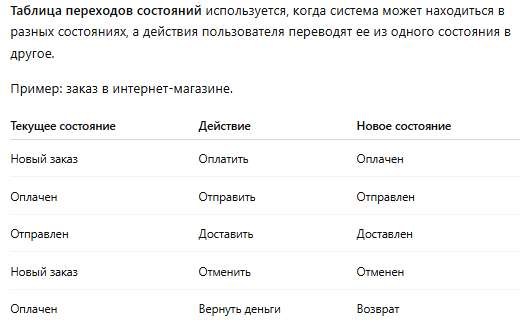 Таблица переходов состояний используется, когда система может находиться в
разных состояниях, а действия пользователя переводят ее из одного состояния в
другое.
Пример: заказ в интернет-магазине.
Текущее состояние Действие Новое состояние
Новый заказ Оплатить Оплачен
Оплачен Отправить Отправлен
Отправлен Доставить Доставлен
Новый заказ Отменить Отменен
Оплачен Вернуть деньги Возврат